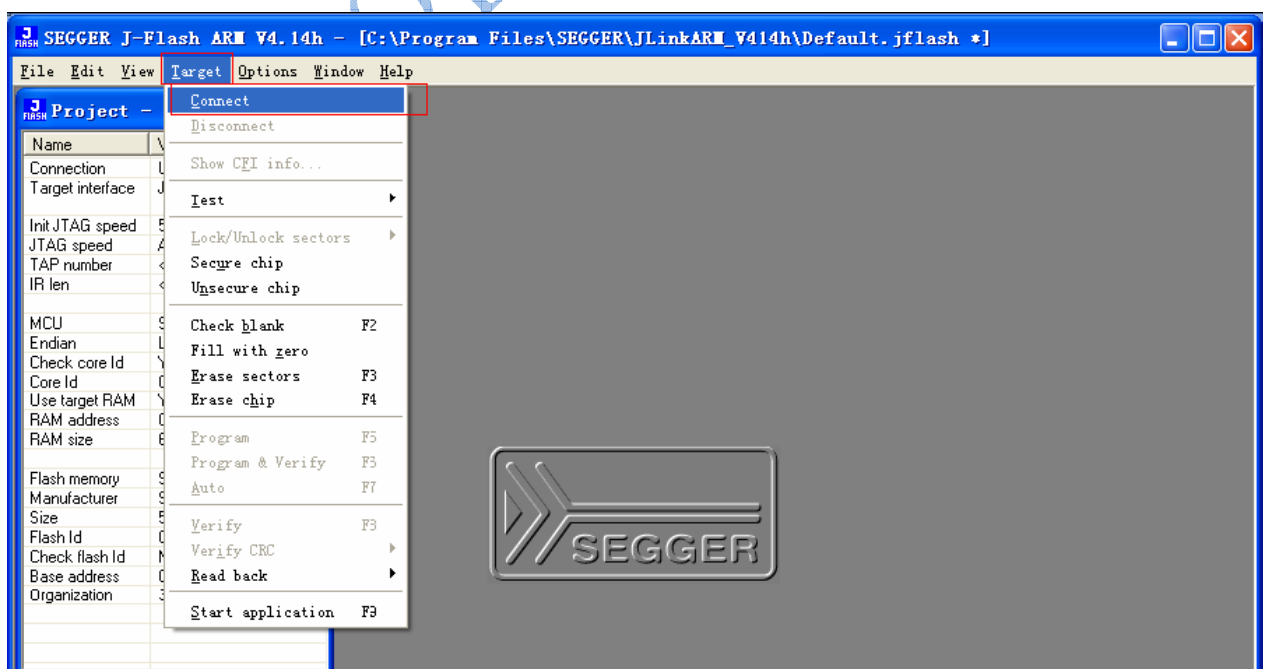 SEGGER J-Flash ARM V4.14h - [C:\Program Files\SEGGER\JLinkARM_V414h\Default.jflash *]
File Edit View Target Options Window Help
Project -
Name
Connection
Target interface
Init JTAG speed
JTAG speed
TAP number
IR len
MCU
Endian
Check core Id
Core Id
Use target RAM
RAM address
RAM size
Flash memory
Manufacturer
Size
Flash Id
Check flash Id
Base address
Organization
Connect
Disconnect
Show CFI info...
Test
Lock/Unlock sectors
Secure chip
Unsecure chip
Check blank F2
Fill with zero
Erase sectors F3
Erase chip F4
Program F5
Program & Verify
Auto F7
Verify
Verify CRC
Read back
Start application F9
SEGGER